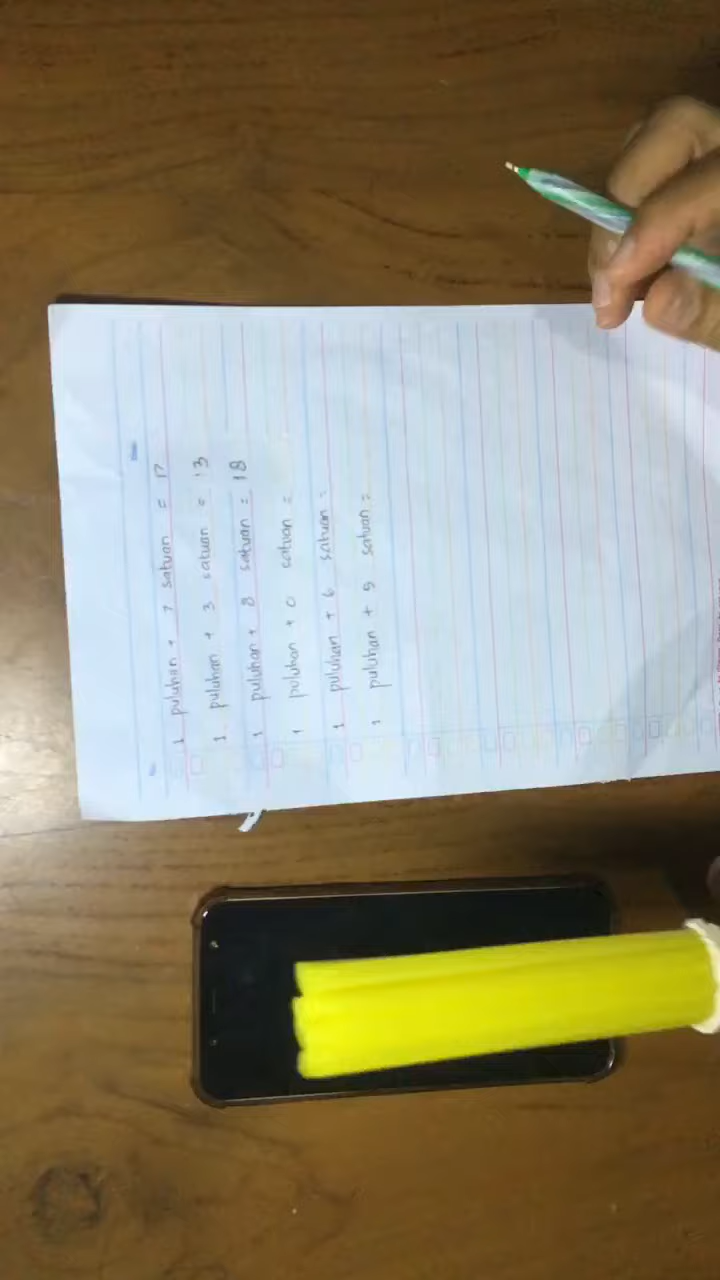 1 puluhan + 7 satuan = 17
1 puluhan + 3 satuan = 13
1 puluhan + 8 satuan = 18
1 puluhan + 0 satuan =
1 puluhan + 6 satuan =
1 puluhan + 5 satuan =